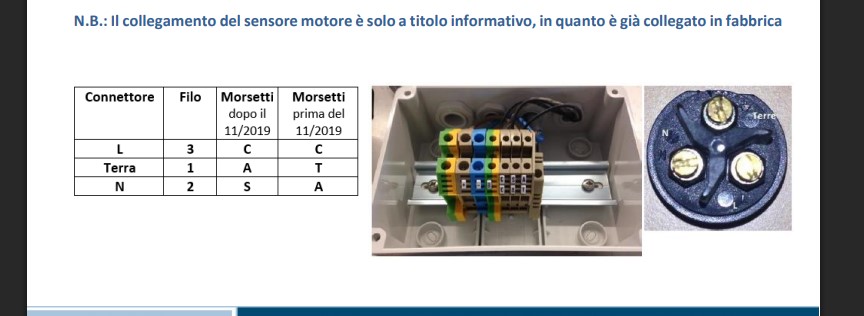 N.B.: Il collegamento del sensore motore è solo a titolo informativo, in quanto è già collegato in fabbrica
Connettore Filo Morsetti dopo il 11/2019 Morsetti prima del 11/2019
L 3 C C
Terra 1 A T
N 2 S A
Terre
N
L